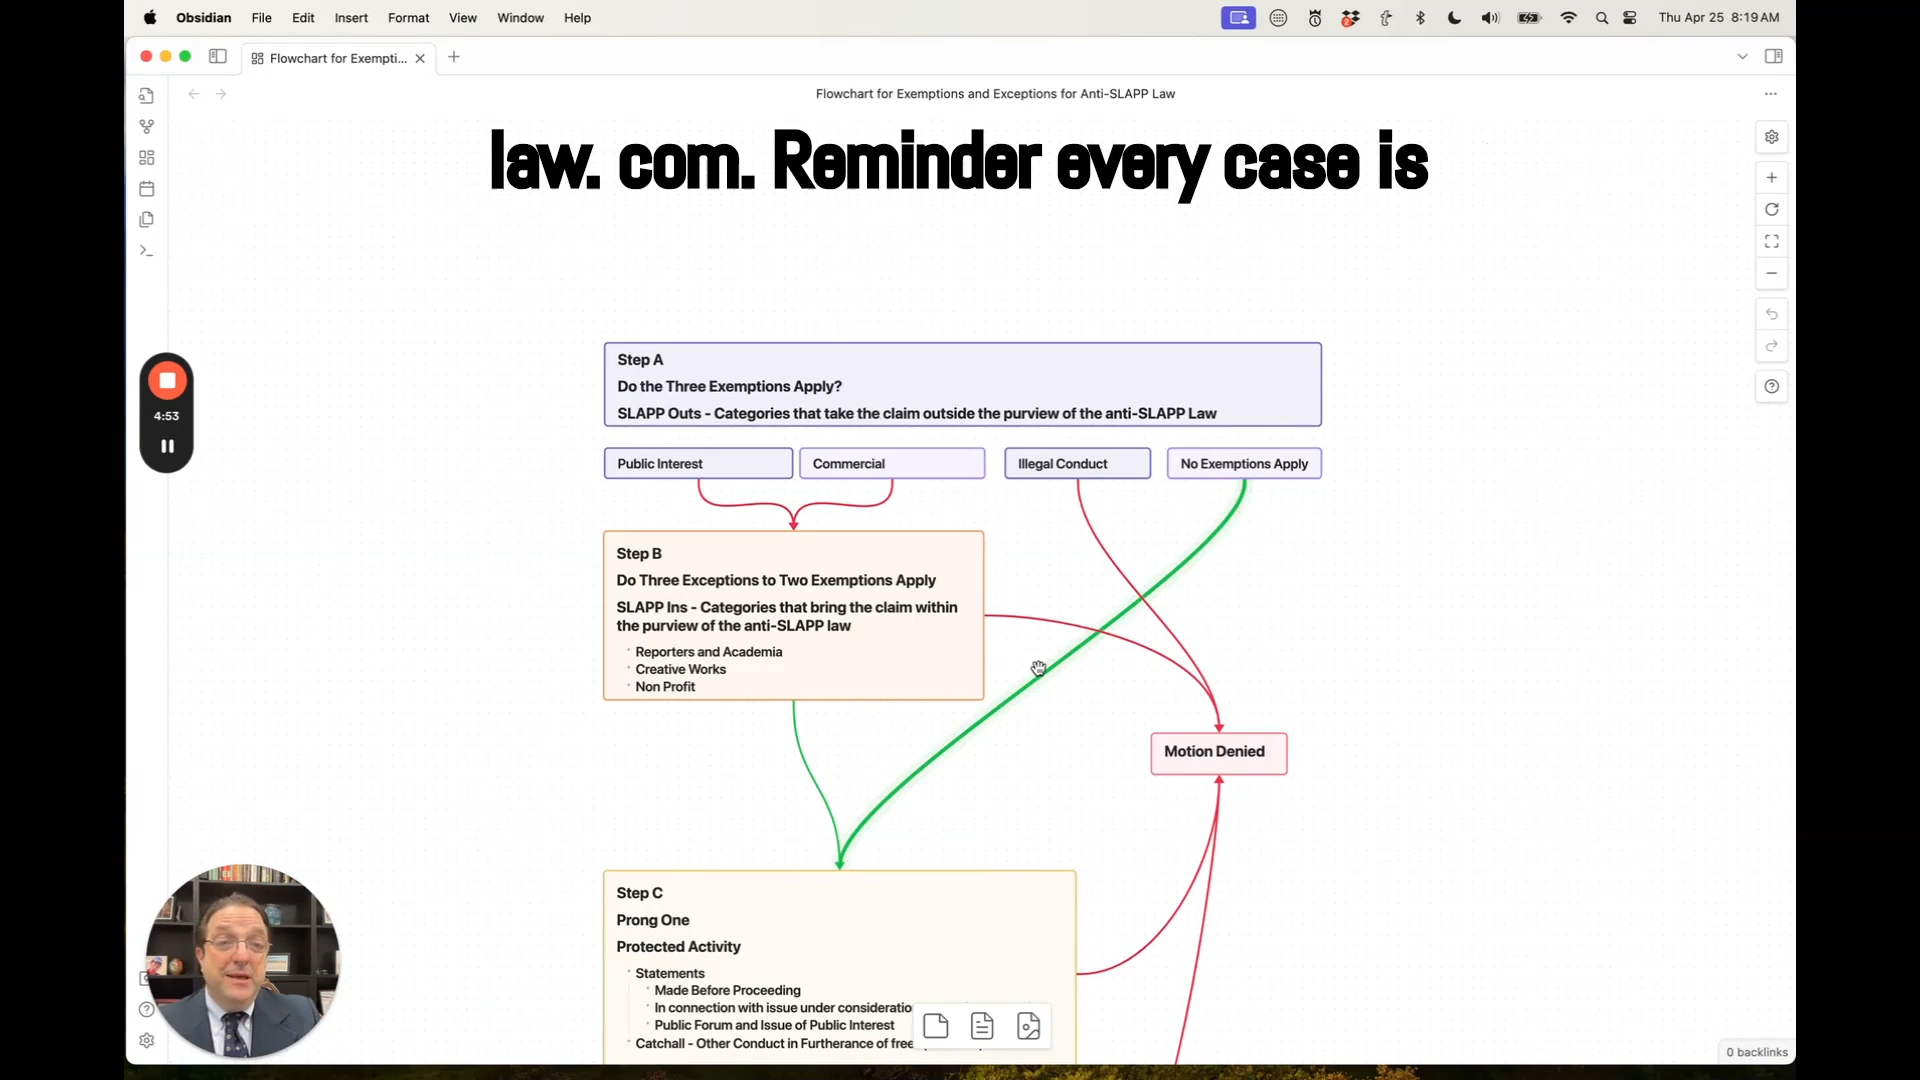 Obsidian File Edit Insert Format View Window Help
2
Thu Apr 25 8:19 AM
Flowchart for Exempti...
Flowchart for Exemptions and Exceptions for Anti-SLAPP Law
law. com. Reminder every case is
4:53
Step A
Do the Three Exemptions Apply?
SLAPP Outs - Categories that take the claim outside the purview of the anti-SLAPP Law
Public Interest
Commercial
Illegal Conduct
No Exemptions Apply
Step B
Do Three Exceptions to Two Exemptions Apply
SLAPP Ins - Categories that bring the claim within
the purview of the anti-SLAPP law
Reporters and Academia
Creative Works
Non Profit
Motion Denied
Step C
Prong One
Protected Activity
Statements
Made Before Proceeding
In connection with issue under consideratio
Public Forum and Issue of Public Interest
Catchall - Other Conduct in Furtherance of free
0 backlinks